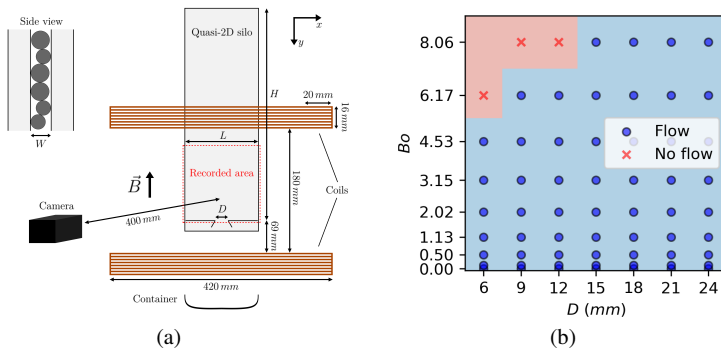 Side view
W
Quasi-2D silo
x
y
H
20 mm
16 mm
L
Recorded area
180 mm
Coils
B
Camera
400 mm
D
69 mm
420 mm
Container
(a)
Bo
8.06
6.17
4.53
3.15
2.02
1.13
0.50
0.00
Flow
No flow
6 9 12 15 18 21 24
D (mm)
(b)